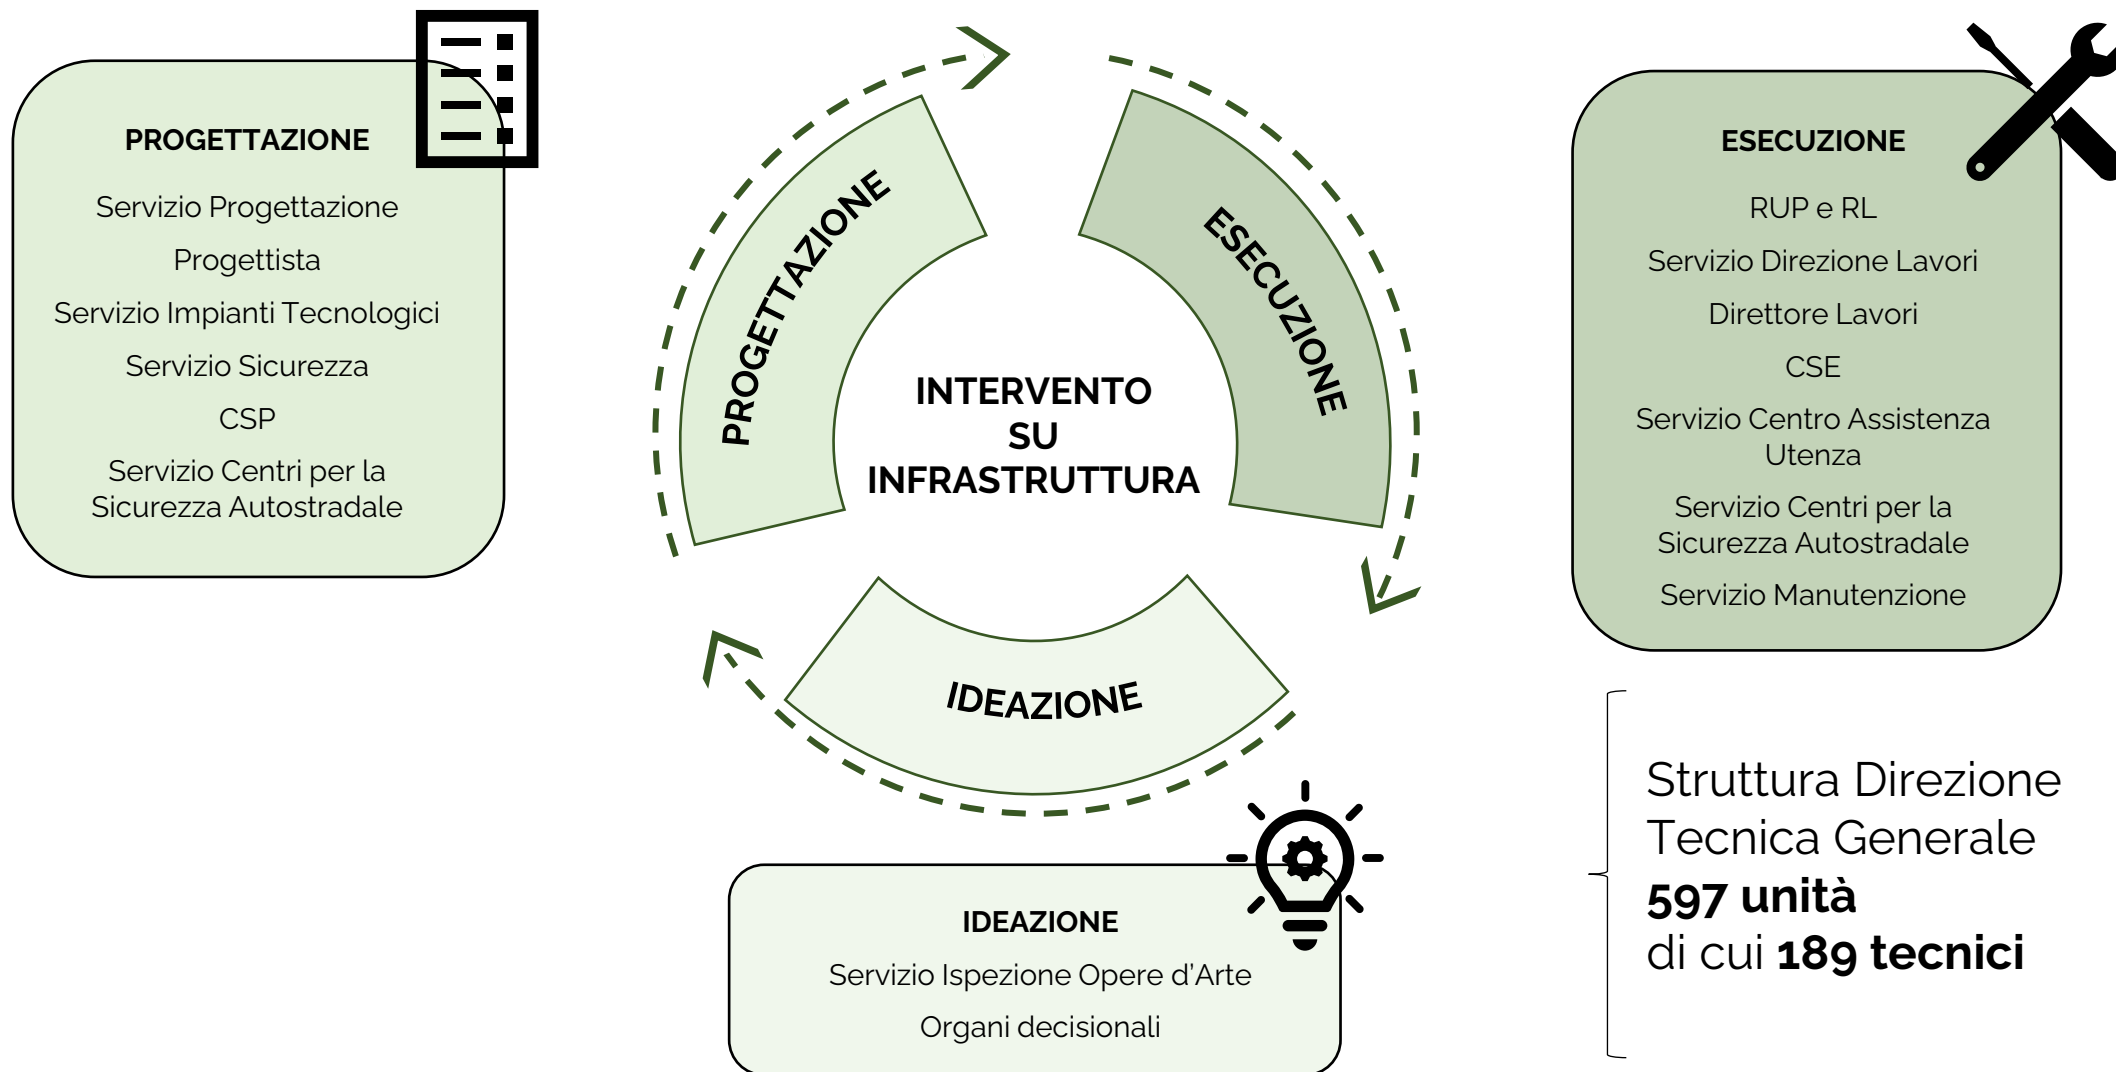 PROGETTAZIONE
Servizio Progettazione
Progettista
Servizio Impianti Tecnologici
Servizio Sicurezza
CSP
Servizio Centri per la
Sicurezza Autostradale
PROGETTAZIONE
ESECUZIONE
INTERVENTO
SU
INFRASTRUTTURA
IDEAZIONE
ESECUZIONE
RUP e RL
Servizio Direzione Lavori
Direttore Lavori
CSE
Servizio Centro Assistenza
Utenza
Servizio Centri per la
Sicurezza Autostradale
Servizio Manutenzione
IDEAZIONE
Servizio Ispezione Opere d’Arte
Organi decisionali
Struttura Direzione
Tecnica Generale
597 unità
di cui 189 tecnici